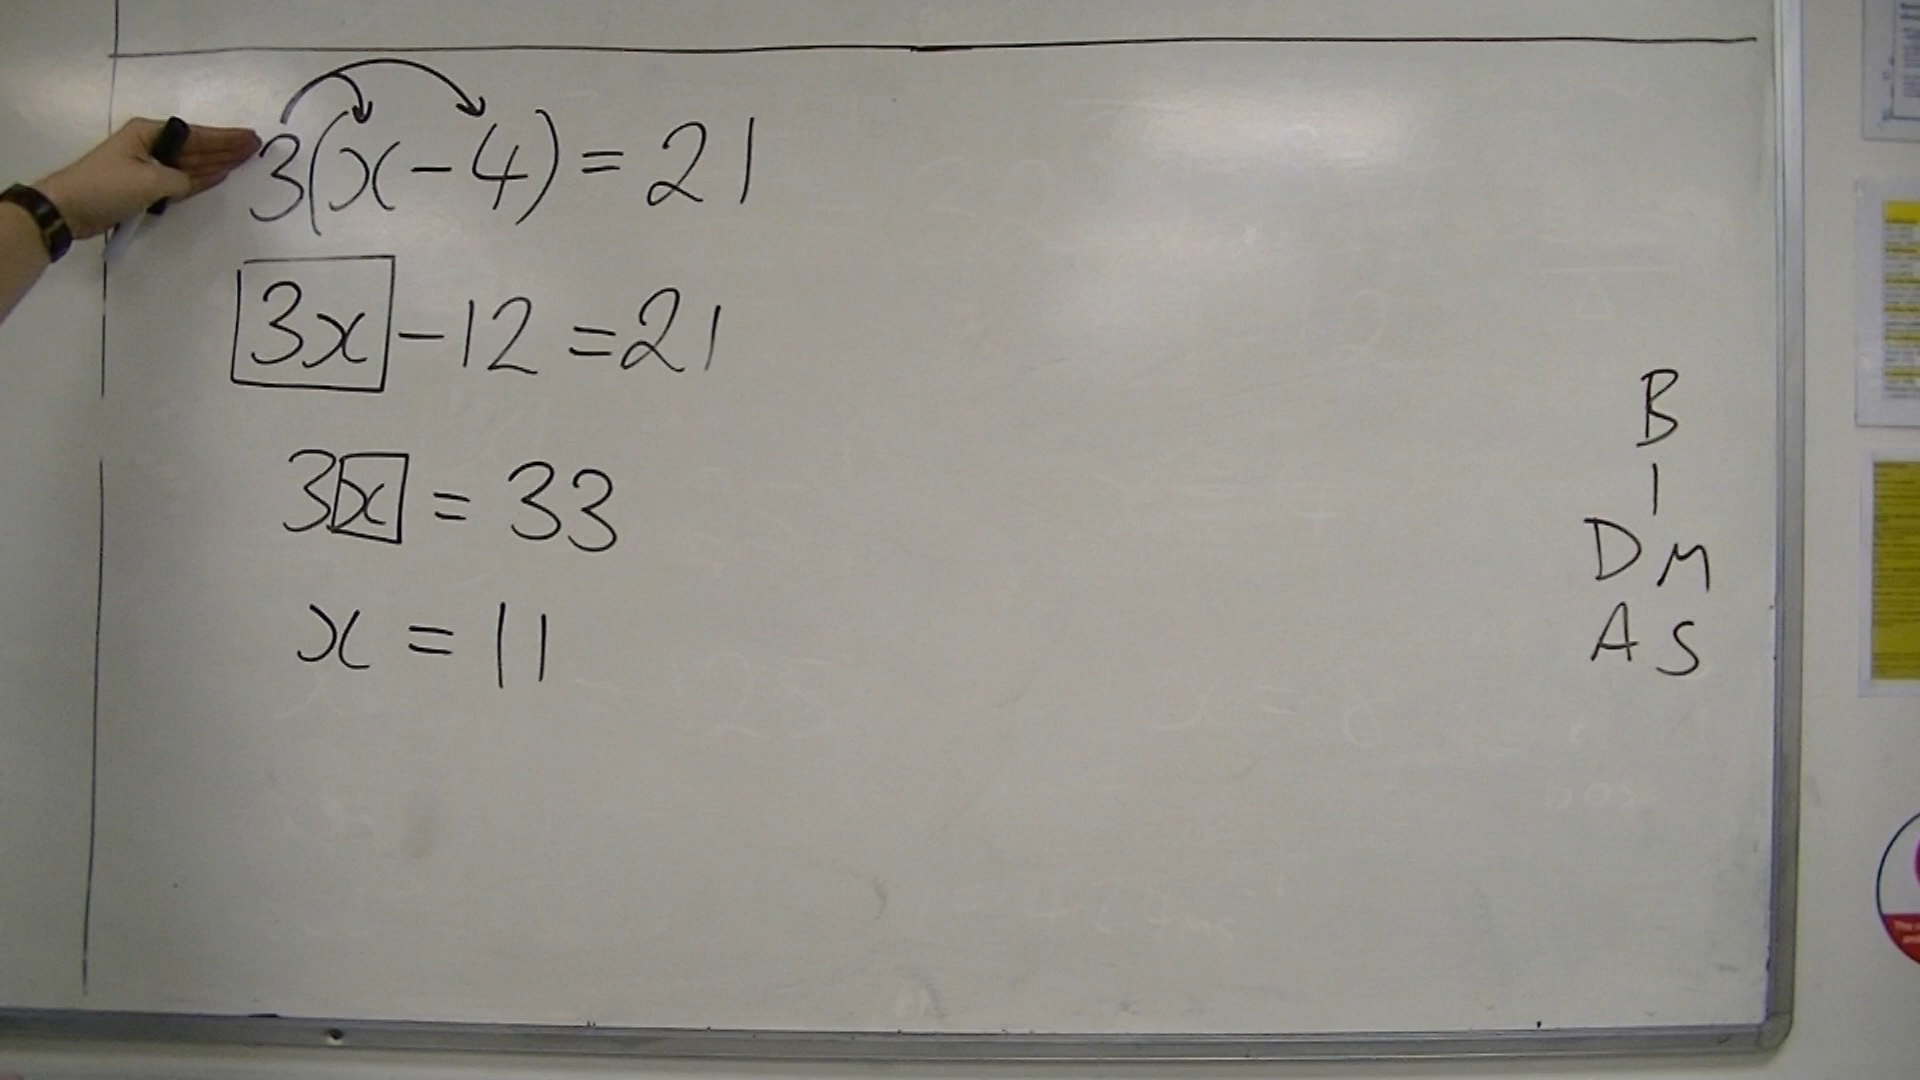 3(x-4) = 21
3x - 12 = 21
3x = 33
x = 11
B
I
D M
A S